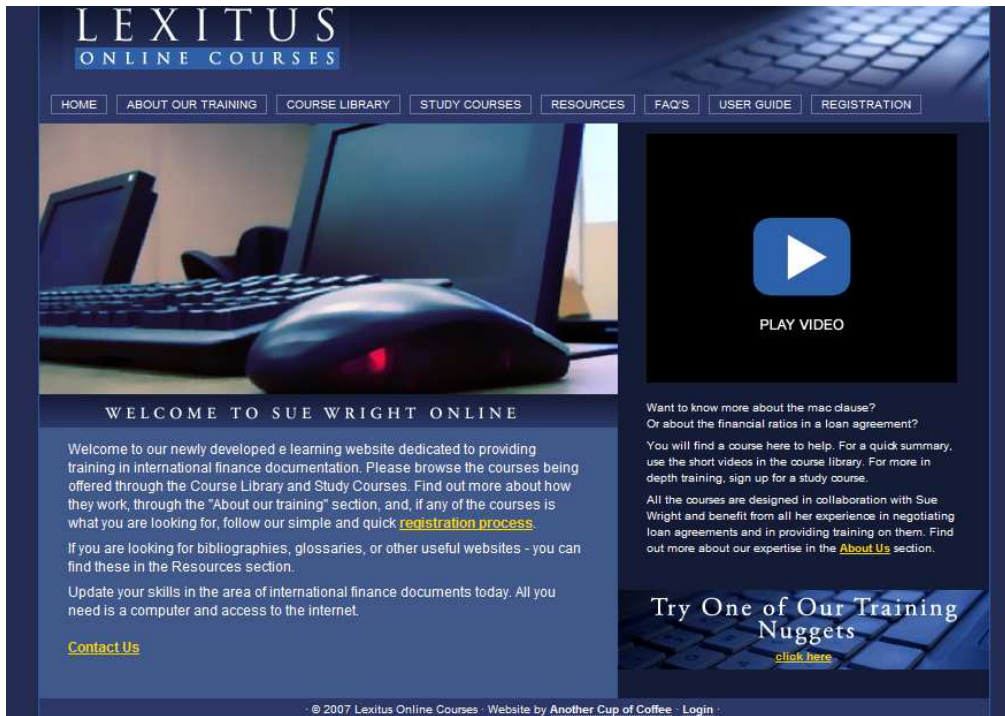 LEXITUS
ONLINE COURSES
HOME
ABOUT OUR TRAINING
COURSE LIBRARY
STUDY COURSES
RESOURCES
FAQ'S
USER GUIDE
REGISTRATION
WELCOME TO SUE WRIGHT ONLINE
Welcome to our newly developed e learning website dedicated to providing
training in international finance documentation. Please browse the courses being
offered through the Course Library and Study Courses. Find out more about how
they work, through the "About our training" section, and, if any of the courses is
what you are looking for, follow our simple and quick registration process.
If you are looking for bibliographies, glossaries, or other useful websites - you can
find these in the Resources section.
Update your skills in the area of international finance documents today. All you
need is a computer and access to the internet.
Contact Us
PLAY VIDEO
Want to know more about the mac clause?
Or about the financial ratios in a loan agreement?
You will find a course here to help. For a quick summary,
use the short videos in the course library. For more in
depth training, sign up for a study course.
All the courses are designed in collaboration with Sue
Wright and benefit from all her experience in negotiating
loan agreements and in providing training on them. Find
out more about our expertise in the About Us section.
Try One of Our Training
Nuggets
click here
· © 2007 Lexitus Online Courses · Website by Another Cup of Coffee · Login ·